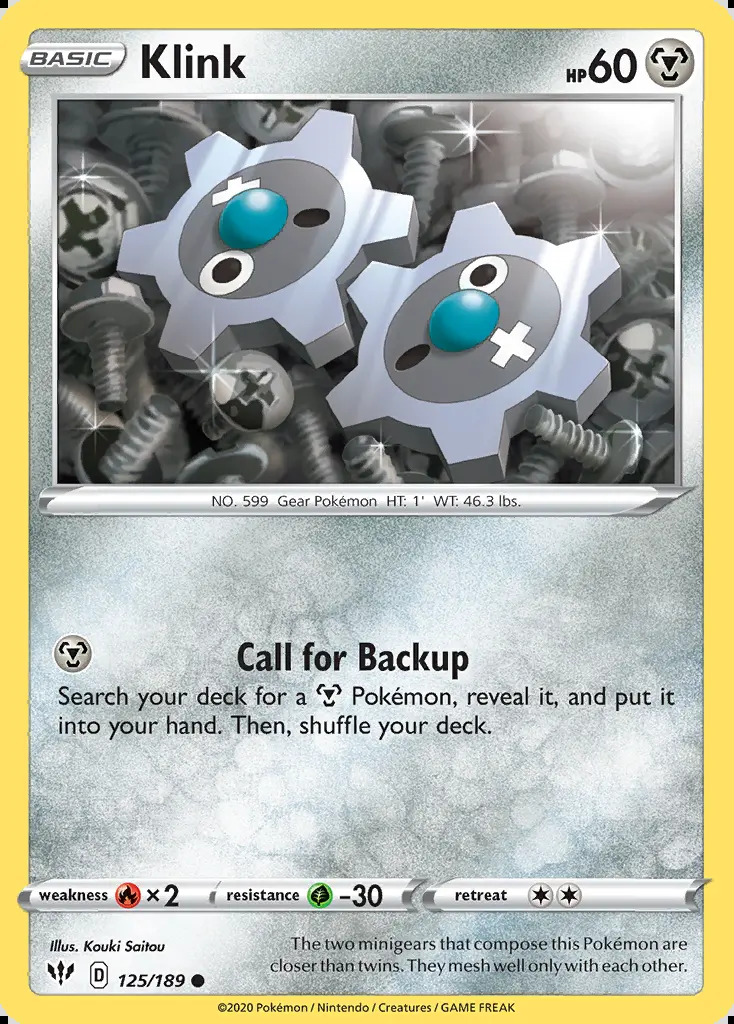 BASIC Klink HP60
NO. 599 Gear Pokémon HT: 1' WT: 46.3 lbs.
Call for Backup
Search your deck for a Pokémon, reveal it, and put it
into your hand. Then, shuffle your deck.
weakness ×2 resistance -30 retreat
Illus. Kouki Saitou
The two minigears that compose this Pokémon are
closer than twins. They mesh well only with each other.
D 125/189
©2020 Pokémon / Nintendo / Creatures / GAME FREAK